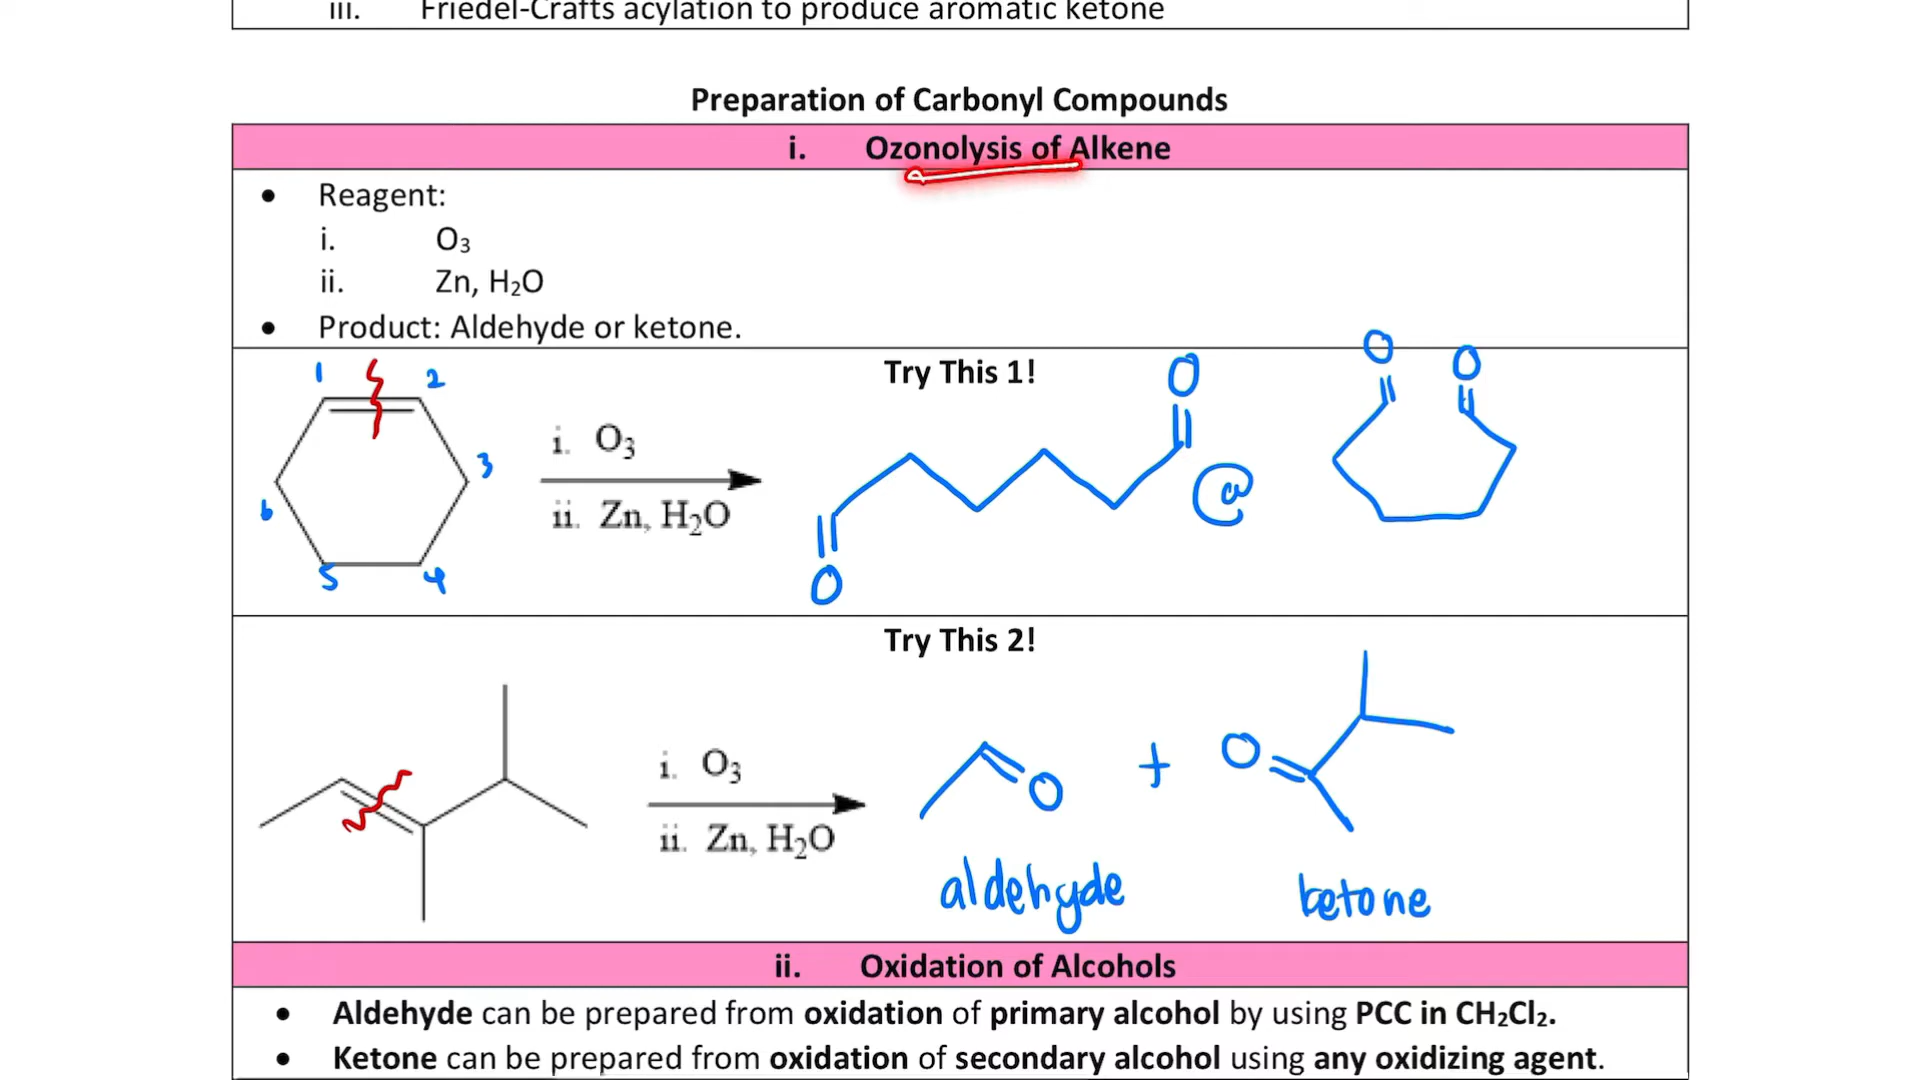 iii. Friedel-Crafts acylation to produce aromatic ketone
Preparation of Carbonyl Compounds
i. Ozonolysis of Alkene
• Reagent:
i. O₃
ii. Zn, H₂O
• Product: Aldehyde or ketone.
Try This 1!
1 2
3
4
5
6
i. O₃
ii. Zn, H₂O
O
O
@
O O
Try This 2!
i. O₃
ii. Zn, H₂O
O + O
aldehyde ketone
ii. Oxidation of Alcohols
• Aldehyde can be prepared from oxidation of primary alcohol by using PCC in CH₂Cl₂.
• Ketone can be prepared from oxidation of secondary alcohol using any oxidizing agent.